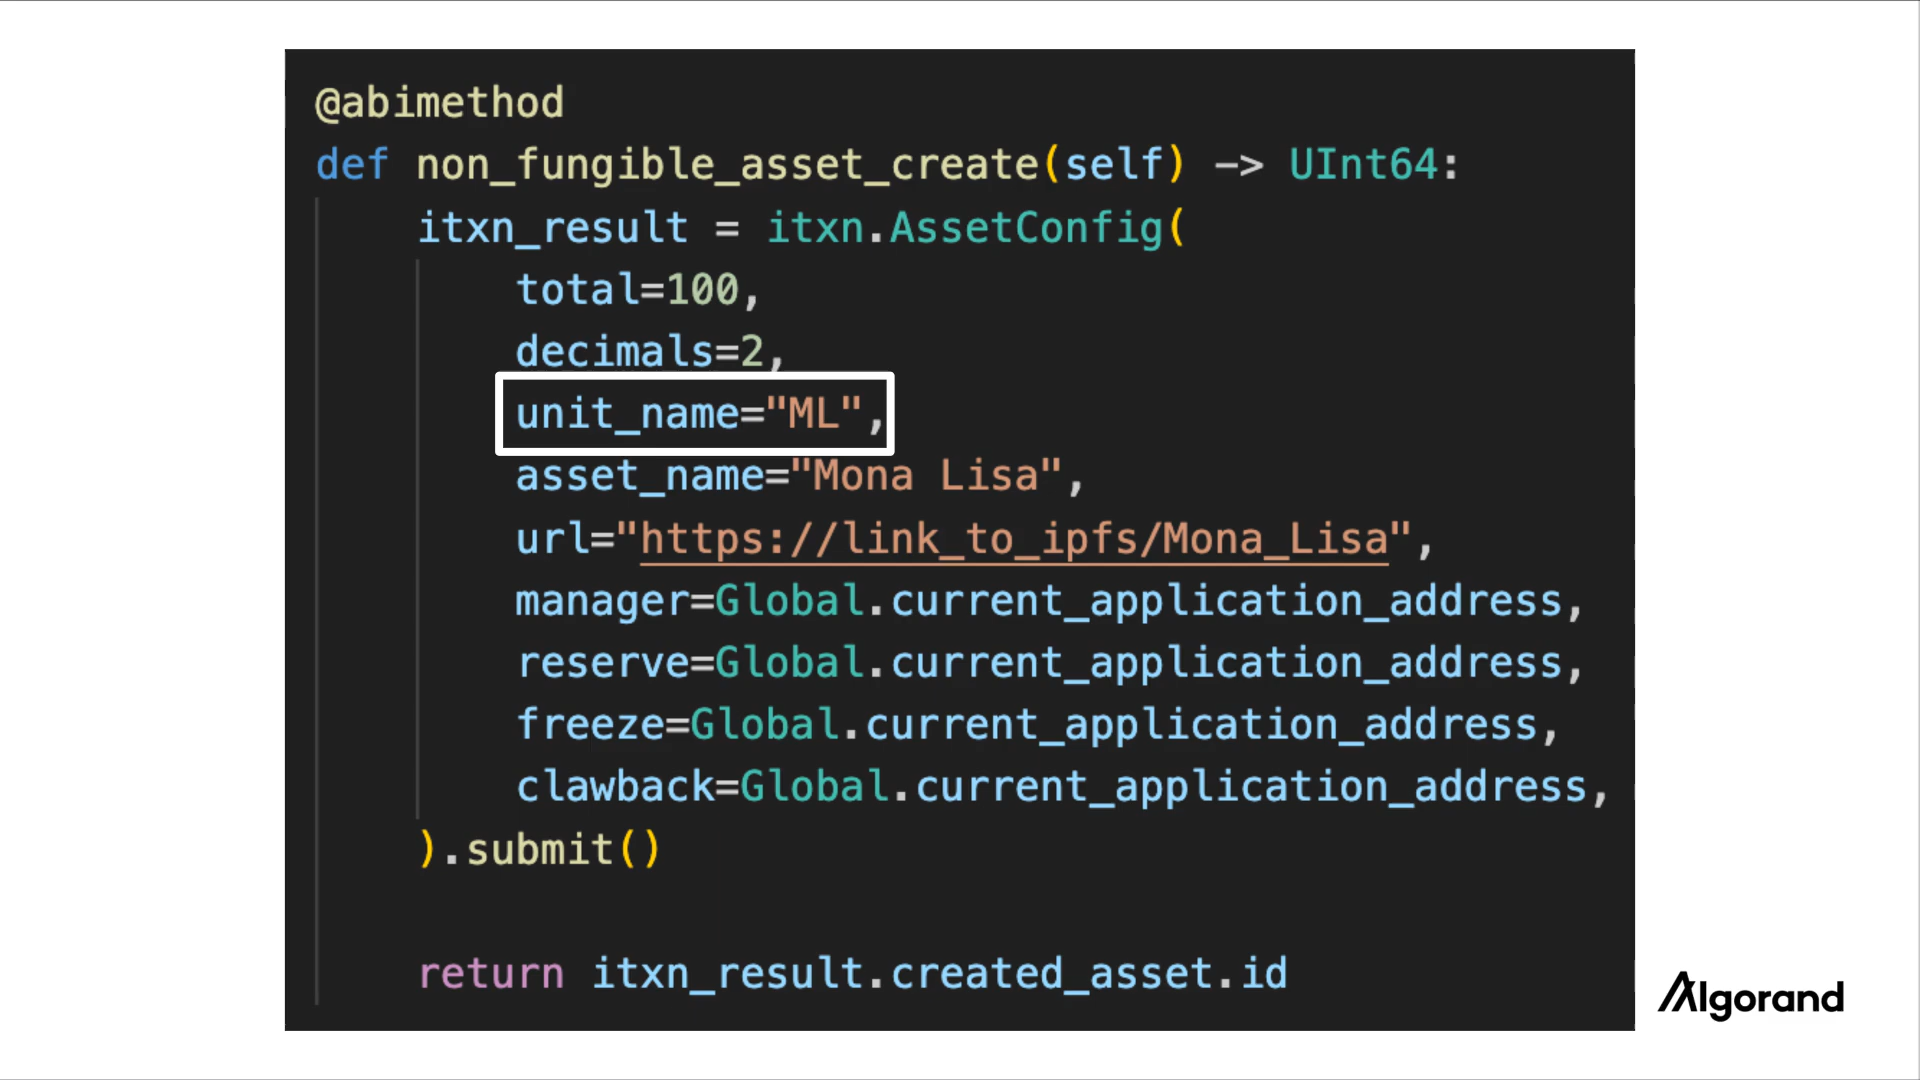 @abimethod
def non_fungible_asset_create(self) -> UInt64:
itxn_result = itxn.AssetConfig(
total=100,
decimals=2,
unit_name="ML",
asset_name="Mona Lisa",
url="https://link_to_ipfs/Mona_Lisa",
manager=Global.current_application_address,
reserve=Global.current_application_address,
freeze=Global.current_application_address,
clawback=Global.current_application_address,
).submit()
return itxn_result.created_asset.id
Algorand